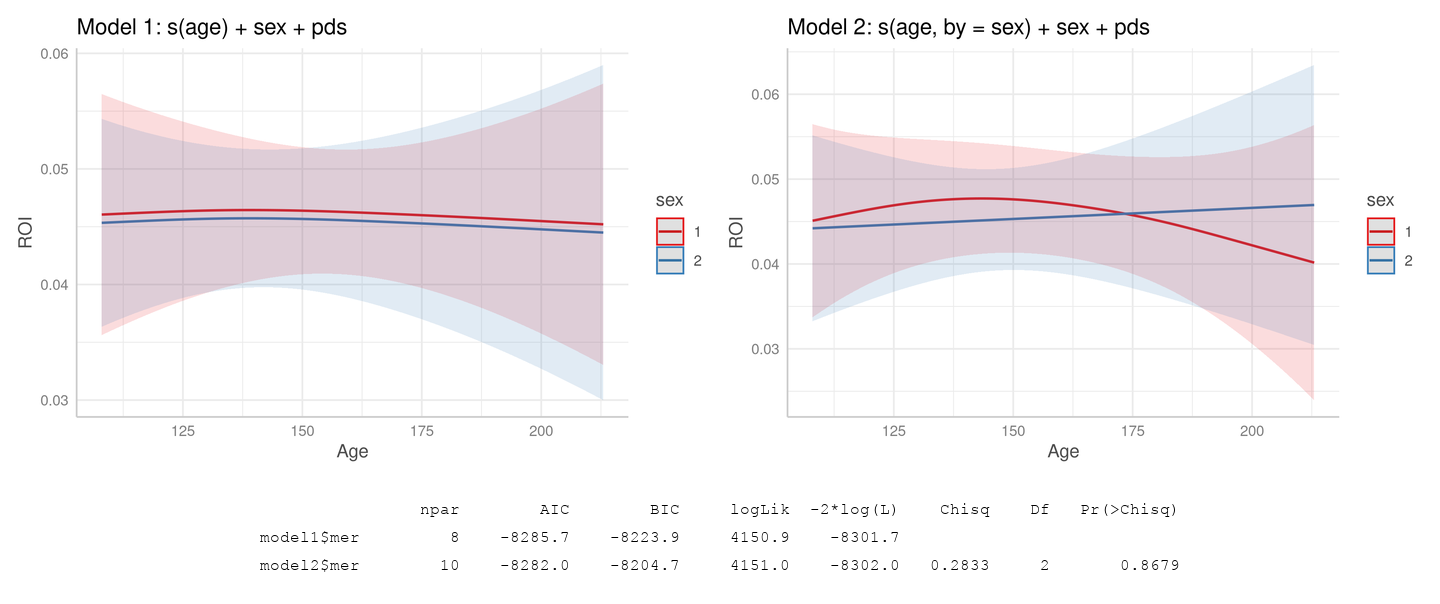 Model 1: s(age) + sex + pds
0.06
0.05
0.04
0.03
ROI
125 150 175 200
Age
sex
1
2
Model 2: s(age, by = sex) + sex + pds
0.06
0.05
0.04
0.03
ROI
125 150 175 200
Age
sex
1
2
npar AIC BIC logLik -2*log(L) Chisq Df Pr(>Chisq)
model1$mer 8 -8285.7 -8223.9 4150.9 -8301.7
model2$mer 10 -8282.0 -8204.7 4151.0 -8302.0 0.2833 2 0.8679